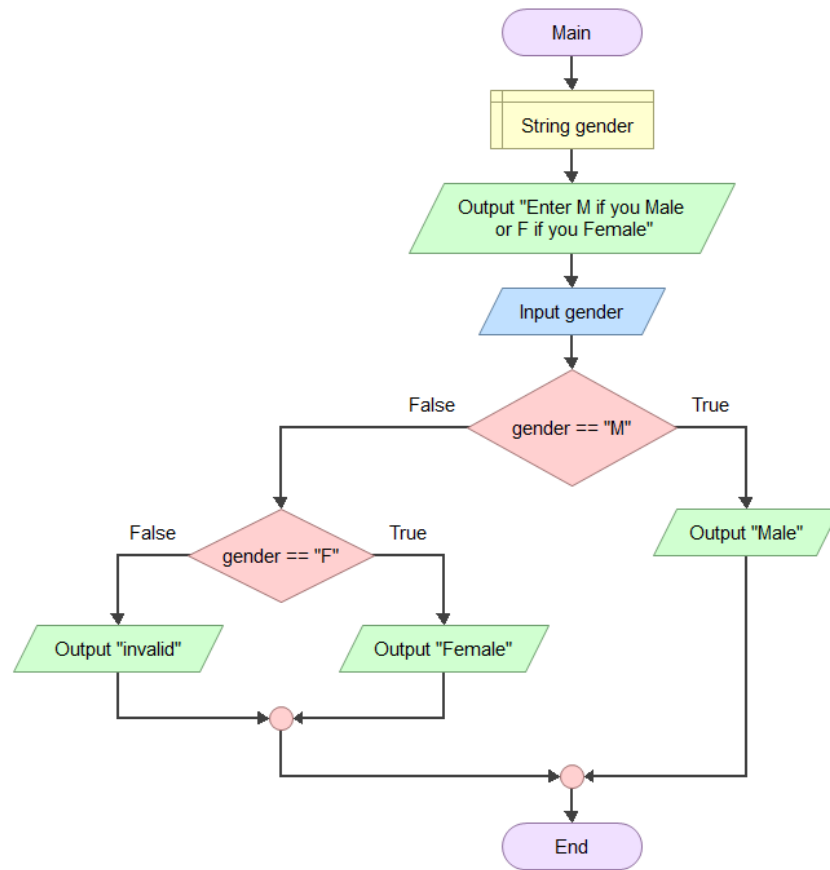 Main
String gender
Output "Enter M if you Male
or F if you Female"
Input gender
False
True
gender == "M"
False
True
gender == "F"
Output "Male"
Output "invalid"
Output "Female"
End